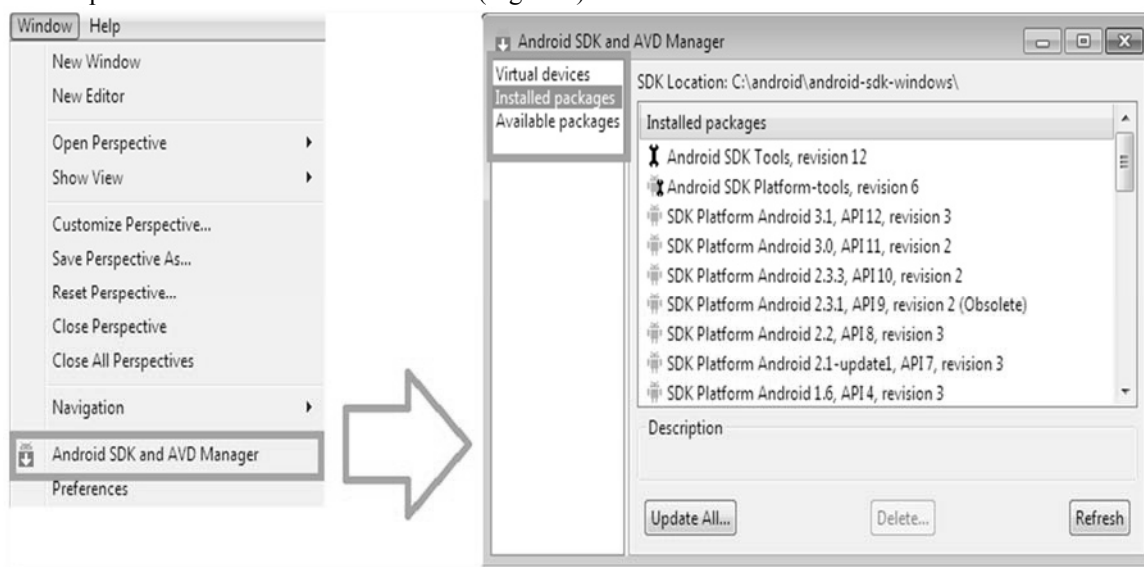 Window Help
New Window
New Editor
Open Perspective
Show View
Customize Perspective...
Save Perspective As...
Reset Perspective...
Close Perspective
Close All Perspectives
Navigation
Android SDK and AVD Manager
Preferences
Android SDK and AVD Manager
Virtual devices
Installed packages
Available packages
SDK Location: C:\android\android-sdk-windows\
Installed packages
Android SDK Tools, revision 12
Android SDK Platform-tools, revision 6
SDK Platform Android 3.1, API 12, revision 3
SDK Platform Android 3.0, API 11, revision 2
SDK Platform Android 2.3.3, API 10, revision 2
SDK Platform Android 2.3.1, API 9, revision 2 (Obsolete)
SDK Platform Android 2.2, API 8, revision 3
SDK Platform Android 2.1-update1, API 7, revision 3
SDK Platform Android 1.6, API 4, revision 3
Description
Update All...
Delete...
Refresh